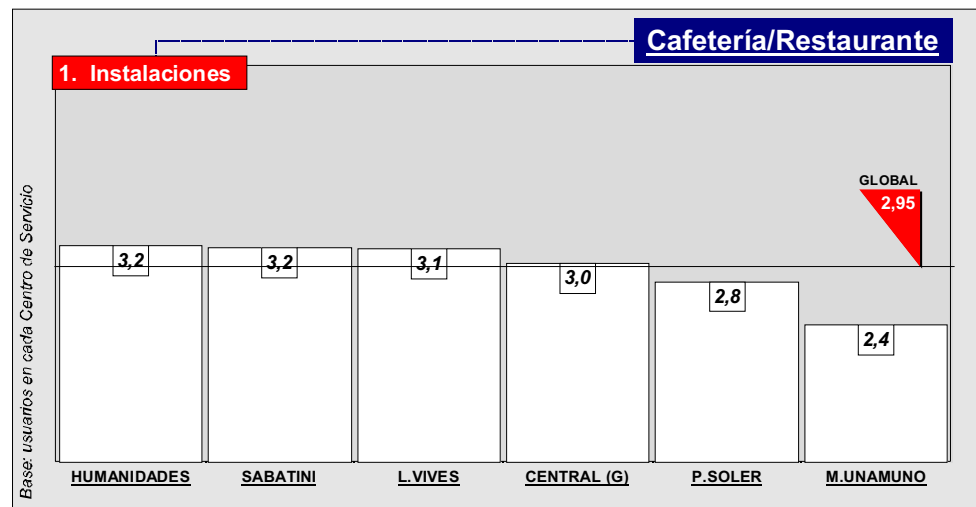 Cafetería/Restaurante
1. Instalaciones
GLOBAL
2,95
Base: usuarios en cada Centro de Servicio
3,2
3,2
3,1
3,0
2,8
2,4
HUMANIDADES
SABATINI
L.VIVES
CENTRAL (G)
P.SOLER
M.UNAMUNO